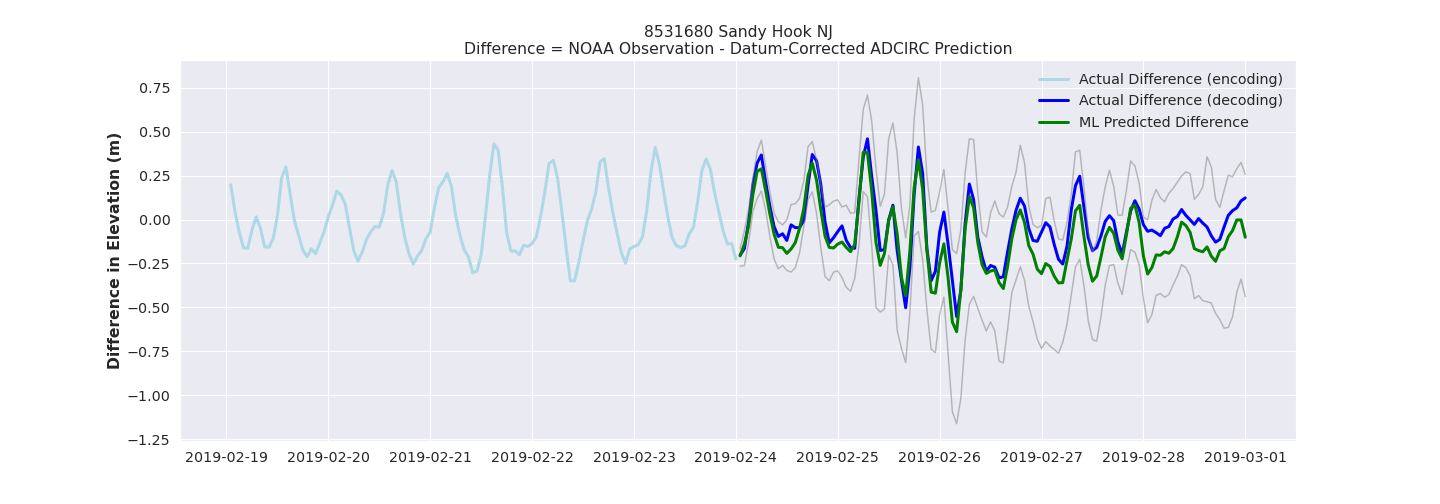 8531680 Sandy Hook NJ
Difference = NOAA Observation - Datum-Corrected ADCIRC Prediction
Actual Difference (encoding)
Actual Difference (decoding)
ML Predicted Difference
Difference in Elevation (m)
0.75
0.50
0.25
0.00
−0.25
−0.50
−0.75
−1.00
−1.25
2019-02-19 2019-02-20 2019-02-21 2019-02-22 2019-02-23 2019-02-24 2019-02-25 2019-02-26 2019-02-27 2019-02-28 2019-03-01